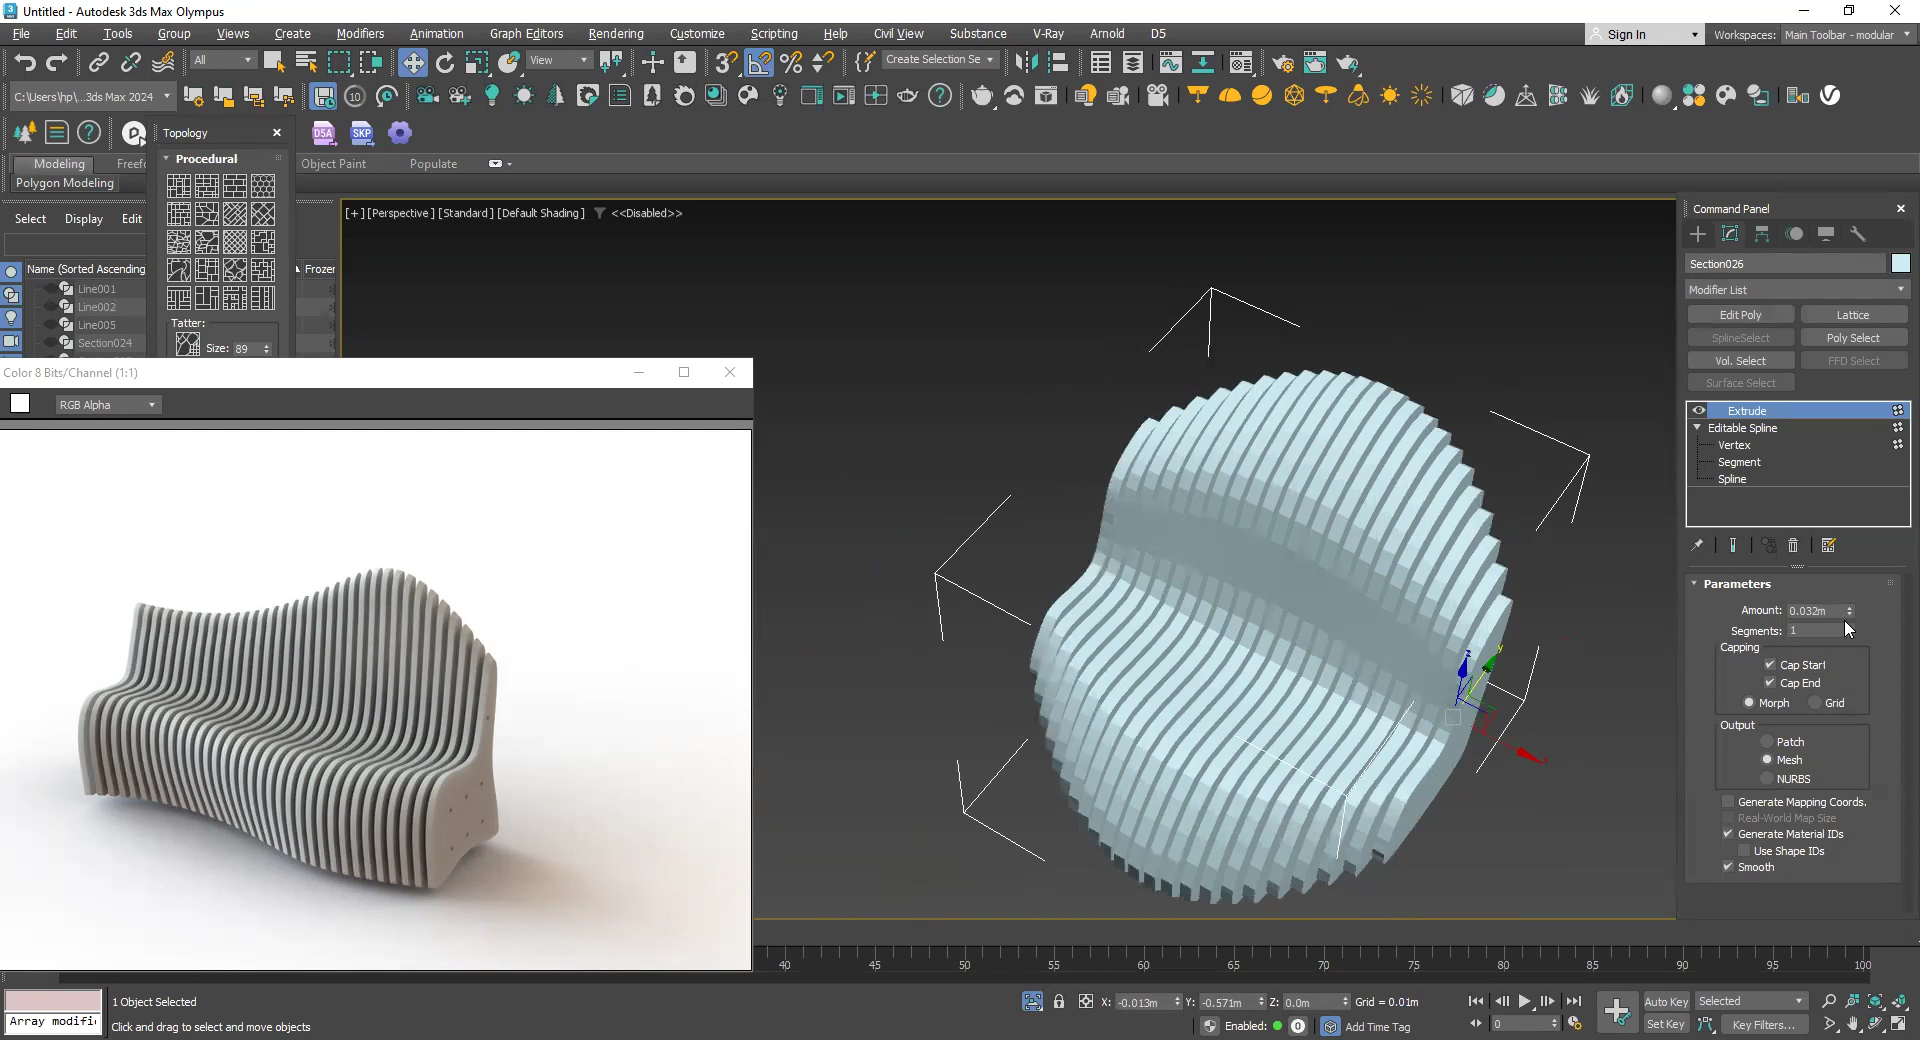 Untitled - Autodesk 3ds Max Olympus
File Edit Tools Group Views Create Modifiers Animation Graph Editors Rendering Customize Scripting Help Civil View Substance V-Ray Arnold D5
Sign In Workspaces: Main Toolbar - modular
All View Create Selection Se
C:\Users\hp\...3ds Max 2024 10
Topology D5A SKP
Modeling Freefo Object Paint Populate
Procedural
Polygon Modeling
Select Display Edit
[+] [Perspective] [Standard] [Default Shading] <<Disabled>>
Name (Sorted Ascending Frozen
Line001
Line002
Line005
Section024
Tatter:
Size: 89
Color 8 Bits/Channel (1:1)
RGB Alpha
Command Panel
Section026
Modifier List
Edit Poly Lattice
SplineSelect Poly Select
Vol. Select FFD Select
Surface Select
Extrude
Editable Spline
Vertex
Segment
Spline
Parameters
Amount: 0.032m
Segments: 1
Capping
Cap Start
Cap End
Morph Grid
Output
Patch
Mesh
NURBS
Generate Mapping Coords.
Real-World Map Size
Generate Material IDs
Use Shape IDs
Smooth
z
y
x
40 45 50 55 60 65 70 75 80 85 90 95 100
1 Object Selected X: -0.013m Y: -0.571m Z: 0.0m Grid = 0.01m Auto Key Selected
Array modifi Click and drag to select and move objects Enabled: 0 Add Time Tag 0 Set Key Key Filters...